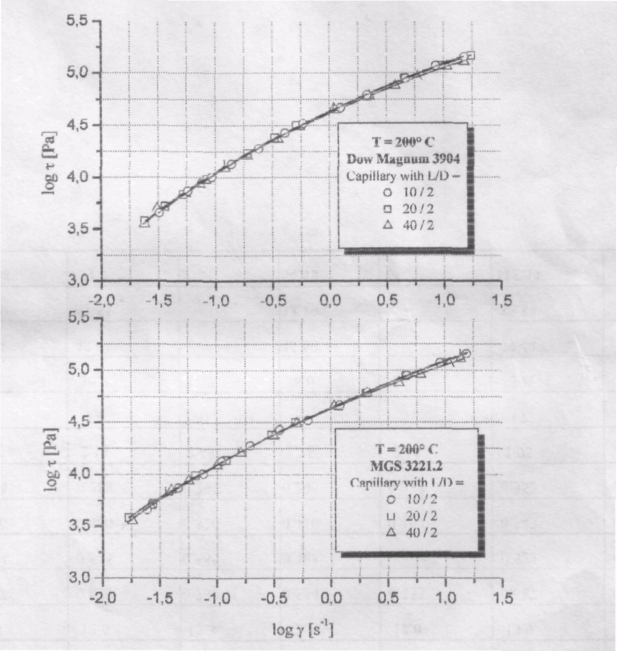 5,5
5,0
4,5
4,0
3,5
3,0
log τ [Pa]
T = 200° C
Dow Magnum 3904
Capillary with L/D =
10 / 2
20 / 2
40 / 2
-2,0 -1,5 -1,0 -0,5 0,0 0,5 1,0 1,5
5,5
5,0
4,5
4,0
3,5
3,0
log τ [Pa]
T = 200° C
MGS 3221.2
Capillary with L/D =
10 / 2
20 / 2
40 / 2
-2,0 -1,5 -1,0 -0,5 0,0 0,5 1,0 1,5
log γ [s⁻¹]